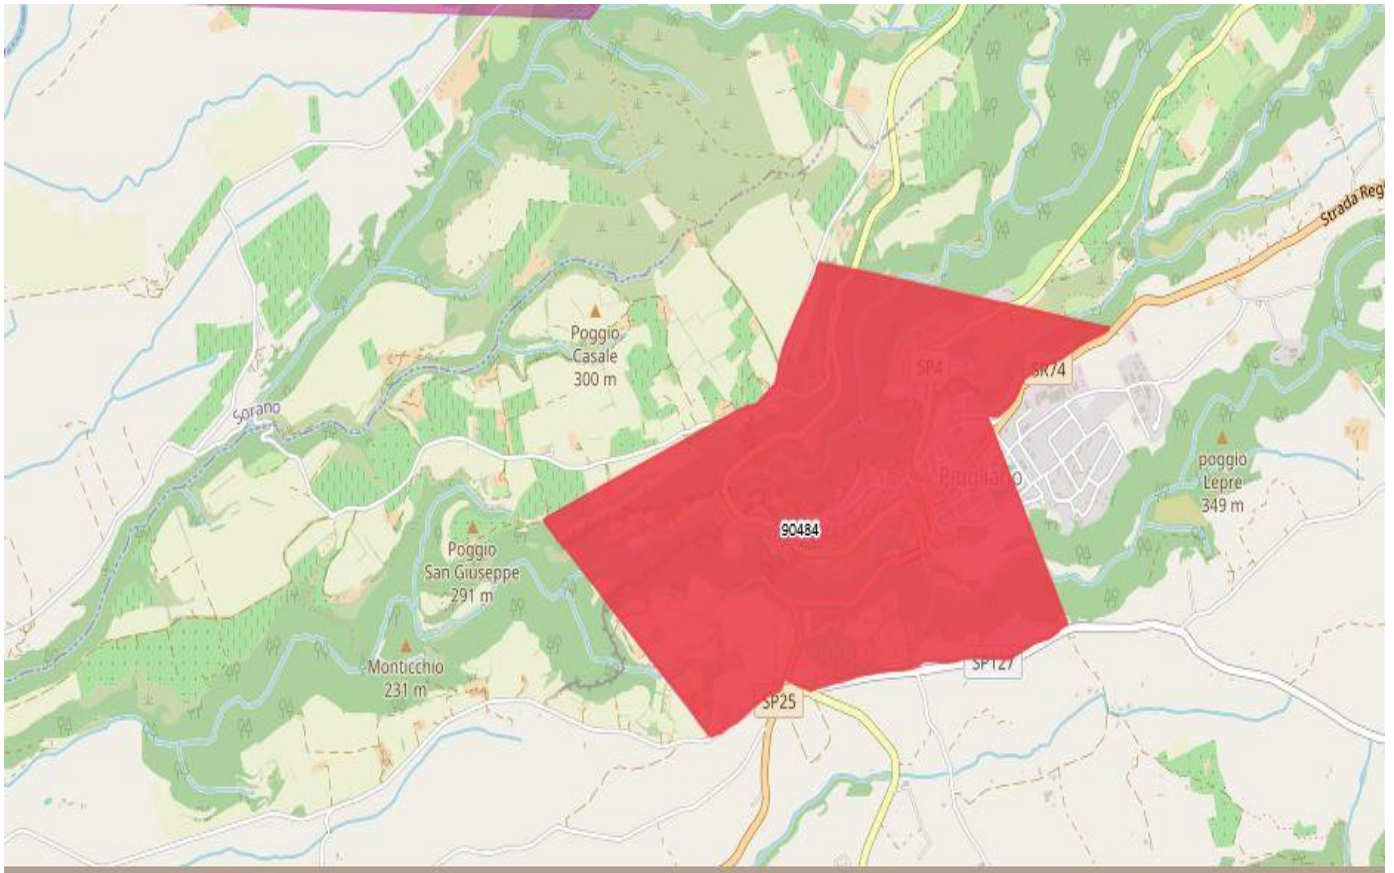 Strada Reg
Poggio
Casale
300 m
SP4
SR74
Sorano
poggio
Lepre
349 m
Pitigliano
90484
Poggio
San Giuseppe
291 m
Monticchio
231 m
SP127
SP25